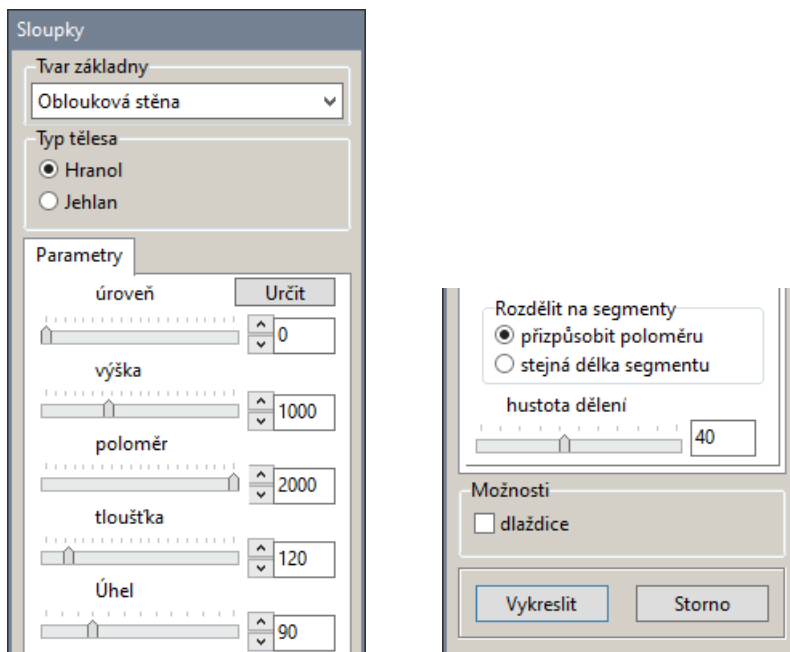 Sloupky
Tvar základny
Oblouková stěna
Typ tělesa
Hranol
Jehlan
Parametry
úroveň Určit
0
výška
1000
poloměr
2000
tloušťka
120
Úhel
90
Rozdělit na segmenty
přizpůsobit poloměru
stejná délka segmentu
hustota dělení
40
Možnosti
dlaždice
Vykreslit Storno